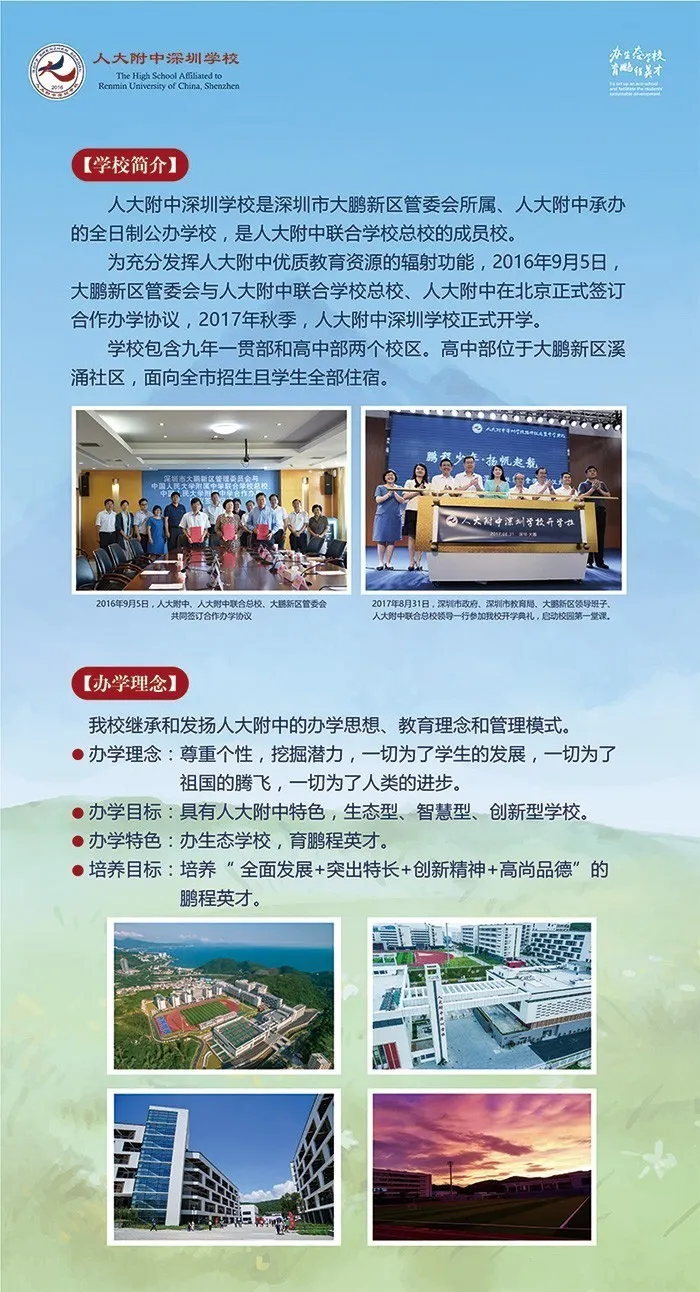 人大附中深圳学校
The High School Affiliated to
Renmin University of China, Shenzhen
2016
办生态学校
育鹏程英才
【学校简介】
人大附中深圳学校是深圳市大鹏新区管委会所属、人大附中承办
的全日制公办学校，是人大附中联合学校总校的成员校。
为充分发挥人大附中优质教育资源的辐射功能，2016年9月5日，
大鹏新区管委会与人大附中联合学校总校、人大附中在北京正式签订
合作办学协议，2017年秋季，人大附中深圳学校正式开学。
学校包含九年一贯部和高中部两个校区。高中部位于大鹏新区溪
涌社区，面向全市招生且学生全部住宿。
深圳市大鹏新区管理委员会与
中国人民大学附属中学联合学校总校
鹏程少年·扬帆起航
人大附中深圳学校开学礼
2016年9月5日，人大附中、人大附中联合总校、大鹏新区管委会
共同签订合作办学协议
2017年8月31日，深圳市政府、深圳市教育局、大鹏新区领导班子、
人大附中联合总校领导一行参加我校开学典礼，启动校园第一堂课。
【办学理念】
我校继承和发扬人大附中的办学思想、教育理念和管理模式。
●办学理念：尊重个性，挖掘潜力，一切为了学生的发展，一切为了
祖国的腾飞，一切为了人类的进步。
●办学目标：具有人大附中特色，生态型、智慧型、创新型学校。
●办学特色：办生态学校，育鹏程英才。
●培养目标：培养“全面发展+突出特长+创新精神+高尚品德”的
鹏程英才。